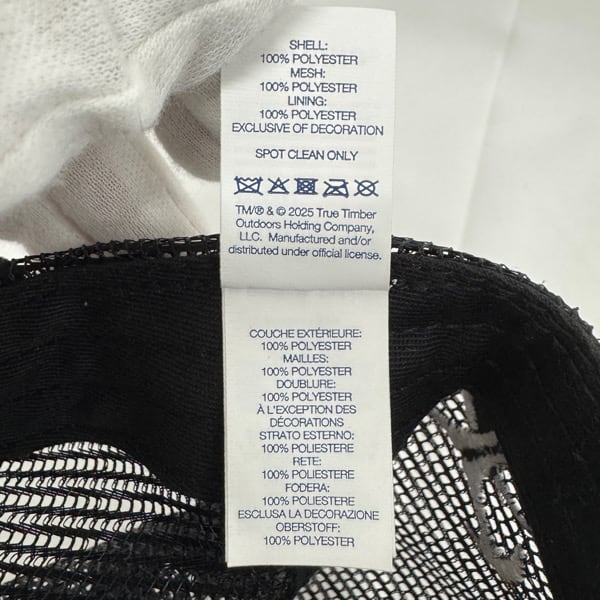 SHELL:
100% POLYESTER
MESH:
100% POLYESTER
LINING:
100% POLYESTER
EXCLUSIVE OF DECORATION
SPOT CLEAN ONLY
TM/® & © 2025 True Timber
Outdoors Holding Company,
LLC. Manufactured and/or
distributed under official license.
COUCHE EXTÉRIEURE:
100% POLYESTER
MAILLES:
100% POLYESTER
DOUBLURE:
100% POLYESTER
À L'EXCEPTION DES
DÉCORATIONS
STRATO ESTERNO:
100% POLIESTERE
RETE:
100% POLIESTERE
FODERA:
100% POLIESTERE
ESCLUSA LA DECORAZIONE
OBERSTOFF:
100% POLYESTER